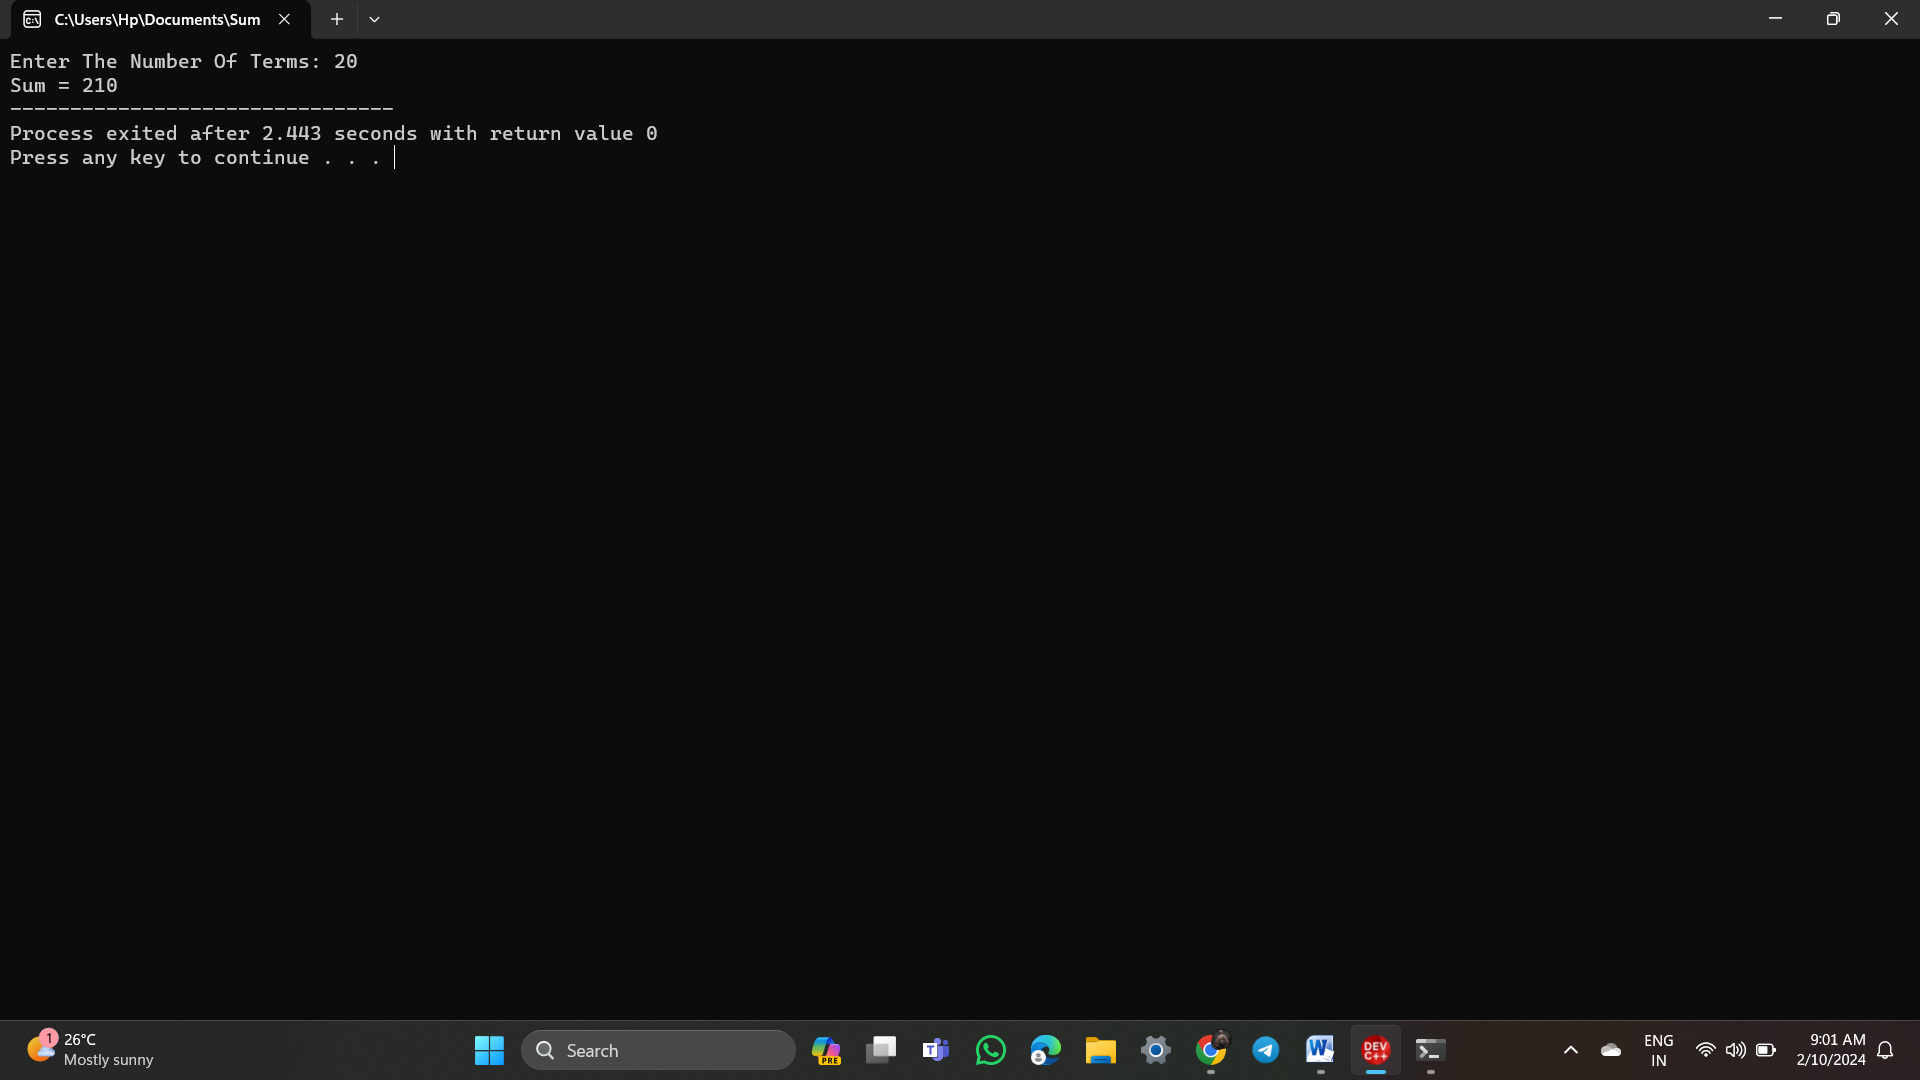 C:\Users\Hp\Documents\Sum
Enter The Number Of Terms: 20
Sum = 210
--------------------------------
Process exited after 2.443 seconds with return value 0
Press any key to continue . . .
1
26°C
Mostly sunny
Search
PRE
T
W
DEV
C++
ENG
IN
9:01 AM
2/10/2024